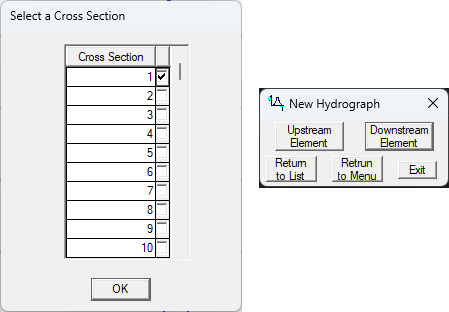 Select a Cross Section
Cross Section
1
2
3
4
5
6
7
8
9
10
OK
New Hydrograph
Upstream
Element
Downstream
Element
Return
to List
Retrun
to Menu
Exit